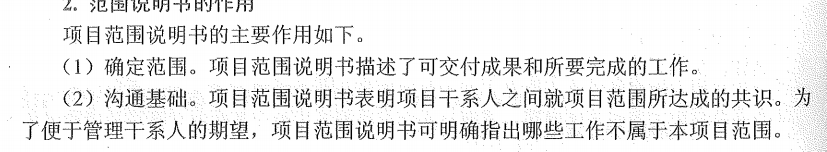 2. 范围说明书的作用
项目范围说明书的主要作用如下。
（1）确定范围。项目范围说明书描述了可交付成果和所要完成的工作。
（2）沟通基础。项目范围说明书表明项目干系人之间就项目范围所达成的共识。为
了便于管理干系人的期望，项目范围说明书可明确指出哪些工作不属于本项目范围。